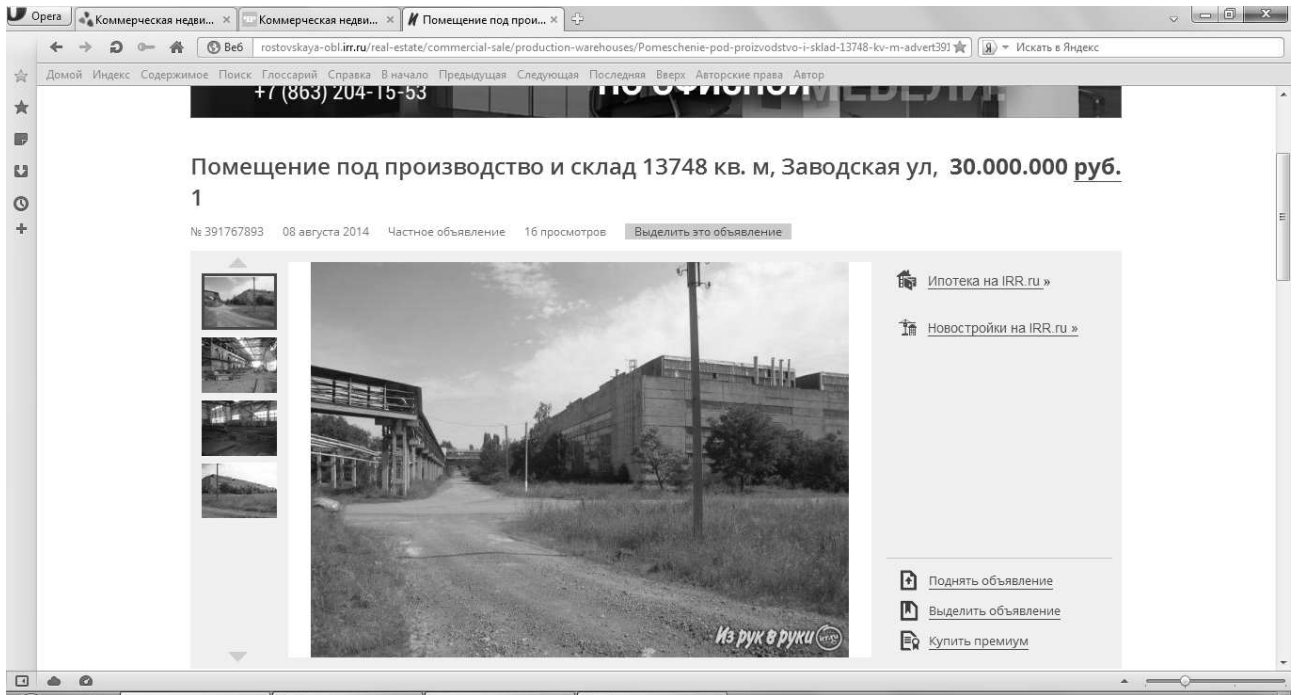 Opera
Коммерческая недви...
Коммерческая недви...
Помещение под прои...
Веб
rostovskaya-obl.irr.ru/real-estate/commercial-sale/production-warehouses/Pomeschenie-pod-proizvodstvo-i-sklad-13748-kv-m-advert391
Искать в Яндекс
Домой Индекс Содержимое Поиск Глоссарий Справка В начало Предыдущая Следующая Последняя Вверх Авторские права Автор
+7 (863) 204-15-53
ПО ОФИСНОЙ МЕБЕЛИ.
Помещение под производство и склад 13748 кв. м, Заводская ул, 30.000.000 руб.
1
№ 391767893 08 августа 2014 Частное объявление 16 просмотров Выделить это объявление
Ипотека на IRR.ru »
Новостройки на IRR.ru »
Поднять объявление
Выделить объявление
Купить премиум
Из рук в руки